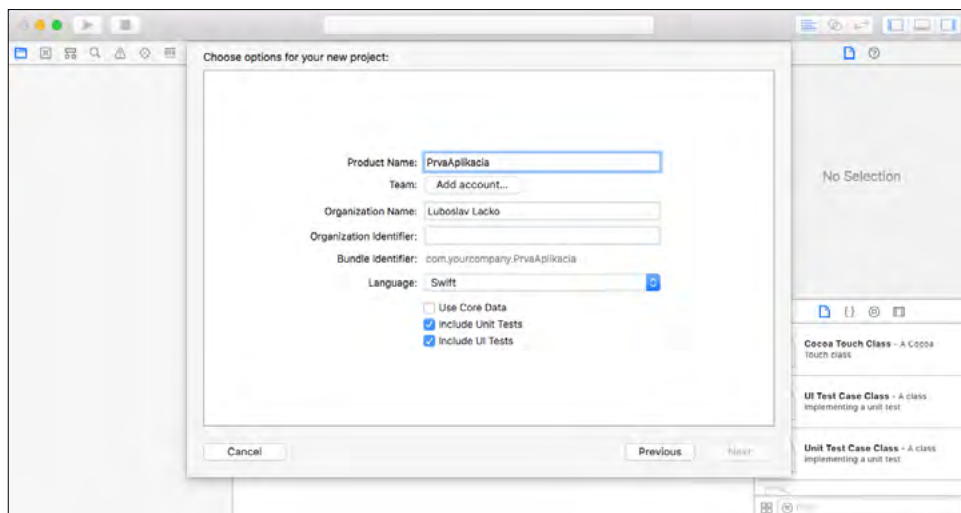 Choose options for your new project:
Product Name: PrvaAplikacia
Team: Add account...
Organization Name: Luboslav Lacko
Organization Identifier:
Bundle Identifier: com.yourcompany.PrvaAplikacia
Language: Swift
Use Core Data
Include Unit Tests
Include UI Tests
Cancel
Previous
Next
No Selection
Cocoa Touch Class - A Cocoa
Touch class
UI Test Case Class - A class
implementing a unit test
Unit Test Case Class - A class
implementing a unit test